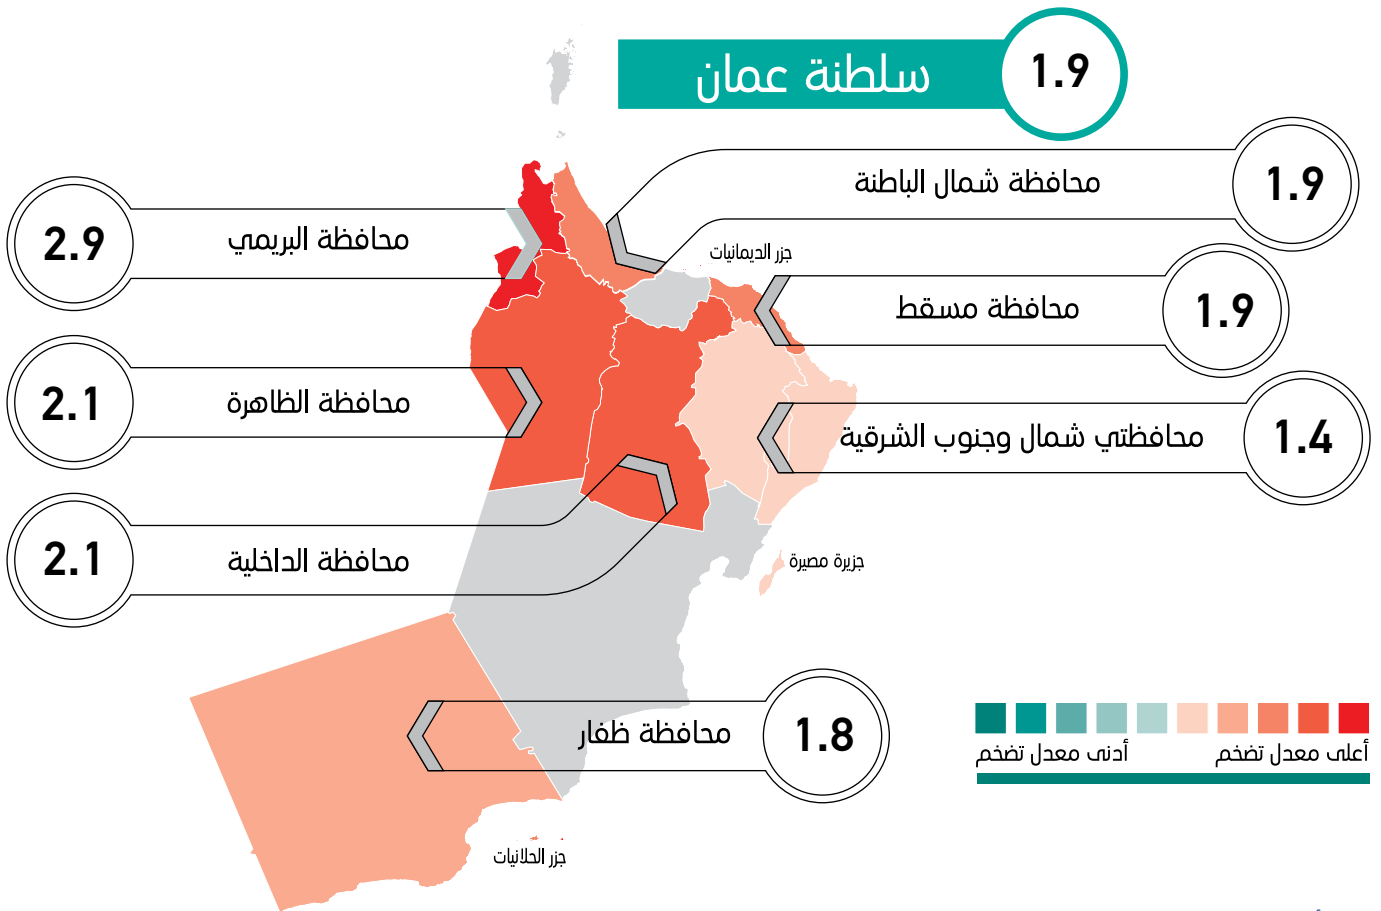 سلطنة عمان
1.9
محافظة شمال الباطنة
1.9
محافظة البريمي
2.9
جزر الديمانيات
محافظة مسقط
1.9
محافظة الظاهرة
2.1
محافظتي شمال وجنوب الشرقية
1.4
محافظة الداخلية
2.1
جزيرة مصيرة
محافظة ظفار
1.8
أعلى معدل تضخم
أدنى معدل تضخم
جزر الحلانيات